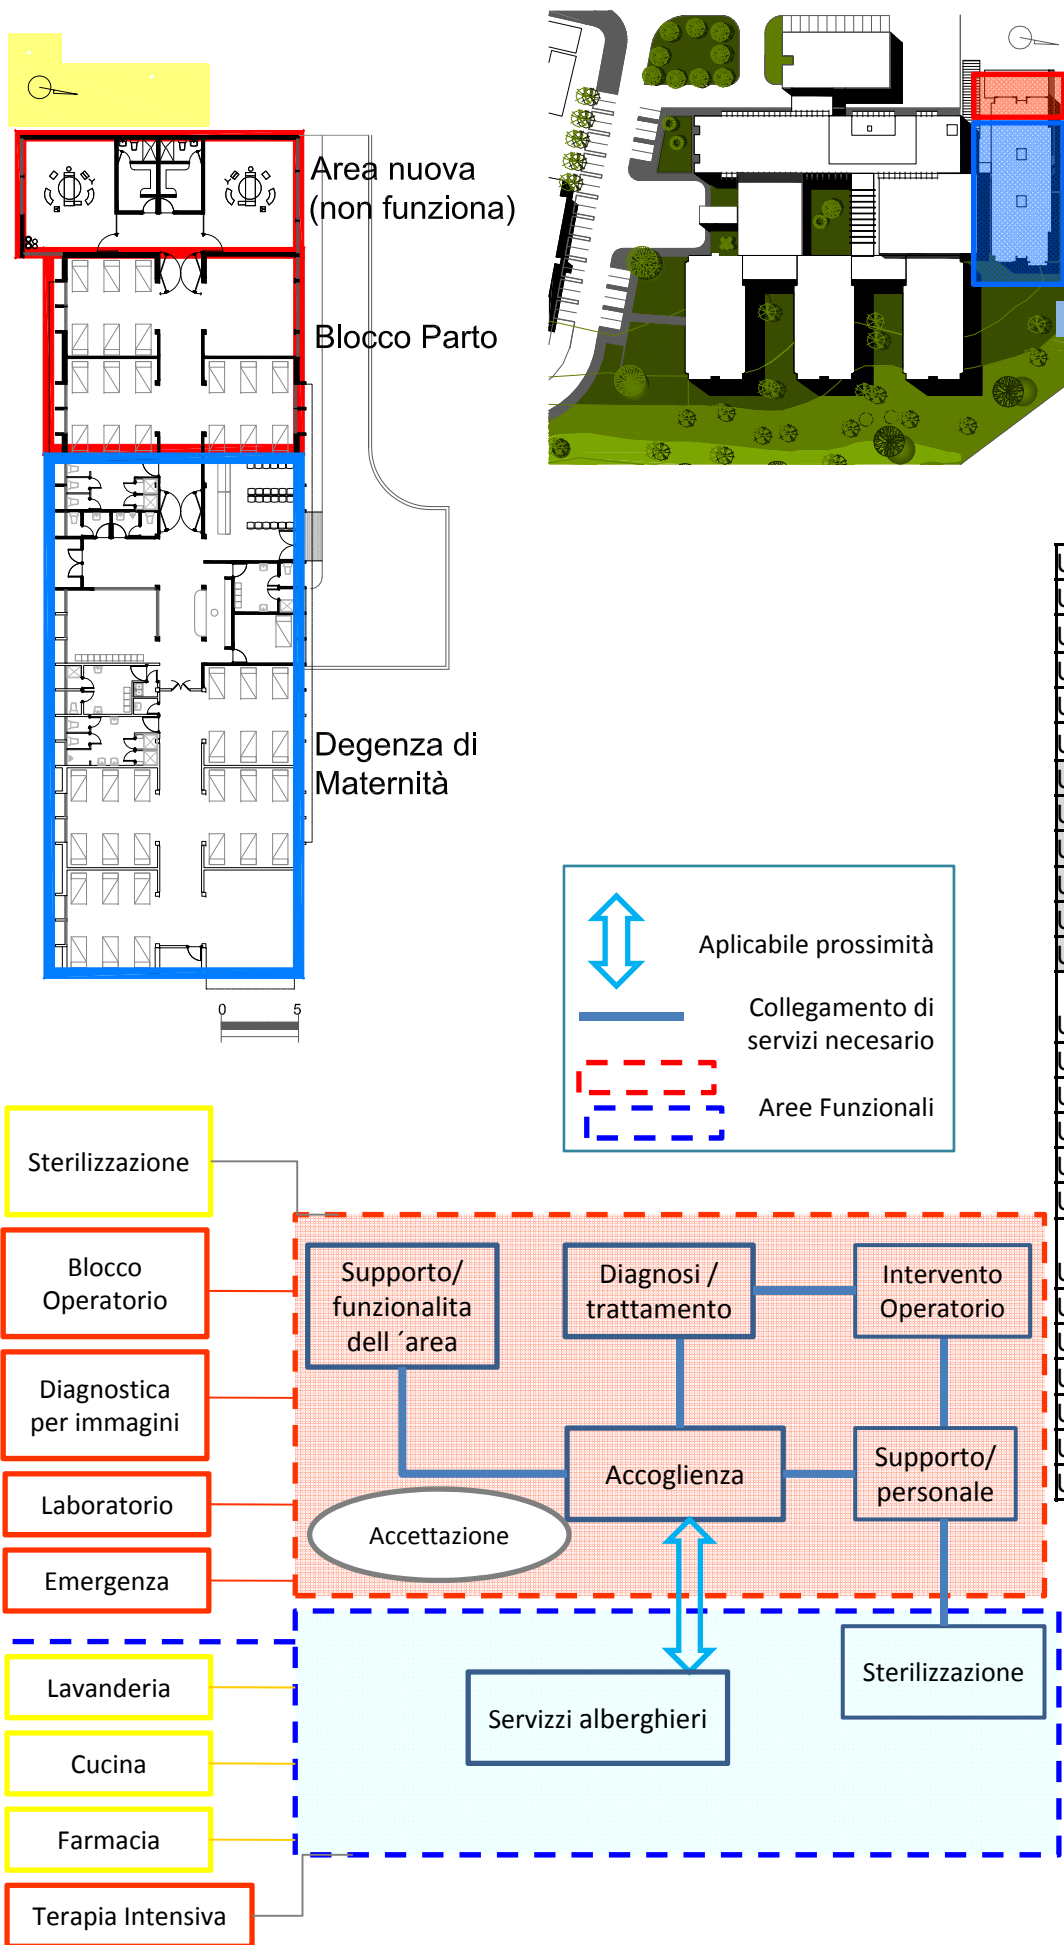 Area nuova
(non funziona)
Blocco Parto
Degenza di
Maternità
0 5
Aplicabile prossimità
Collegamento di
servizi necesario
Aree Funzionali
Sterilizzazione
Blocco
Operatorio
Diagnostica
per immagini
Laboratorio
Emergenza
Lavanderia
Cucina
Farmacia
Terapia Intensiva
Supporto/
funzionalita
dell ´area
Diagnosi /
trattamento
Intervento
Operatorio
Accoglienza
Supporto/
personale
Accettazione
Servizzi alberghieri
Sterilizzazione